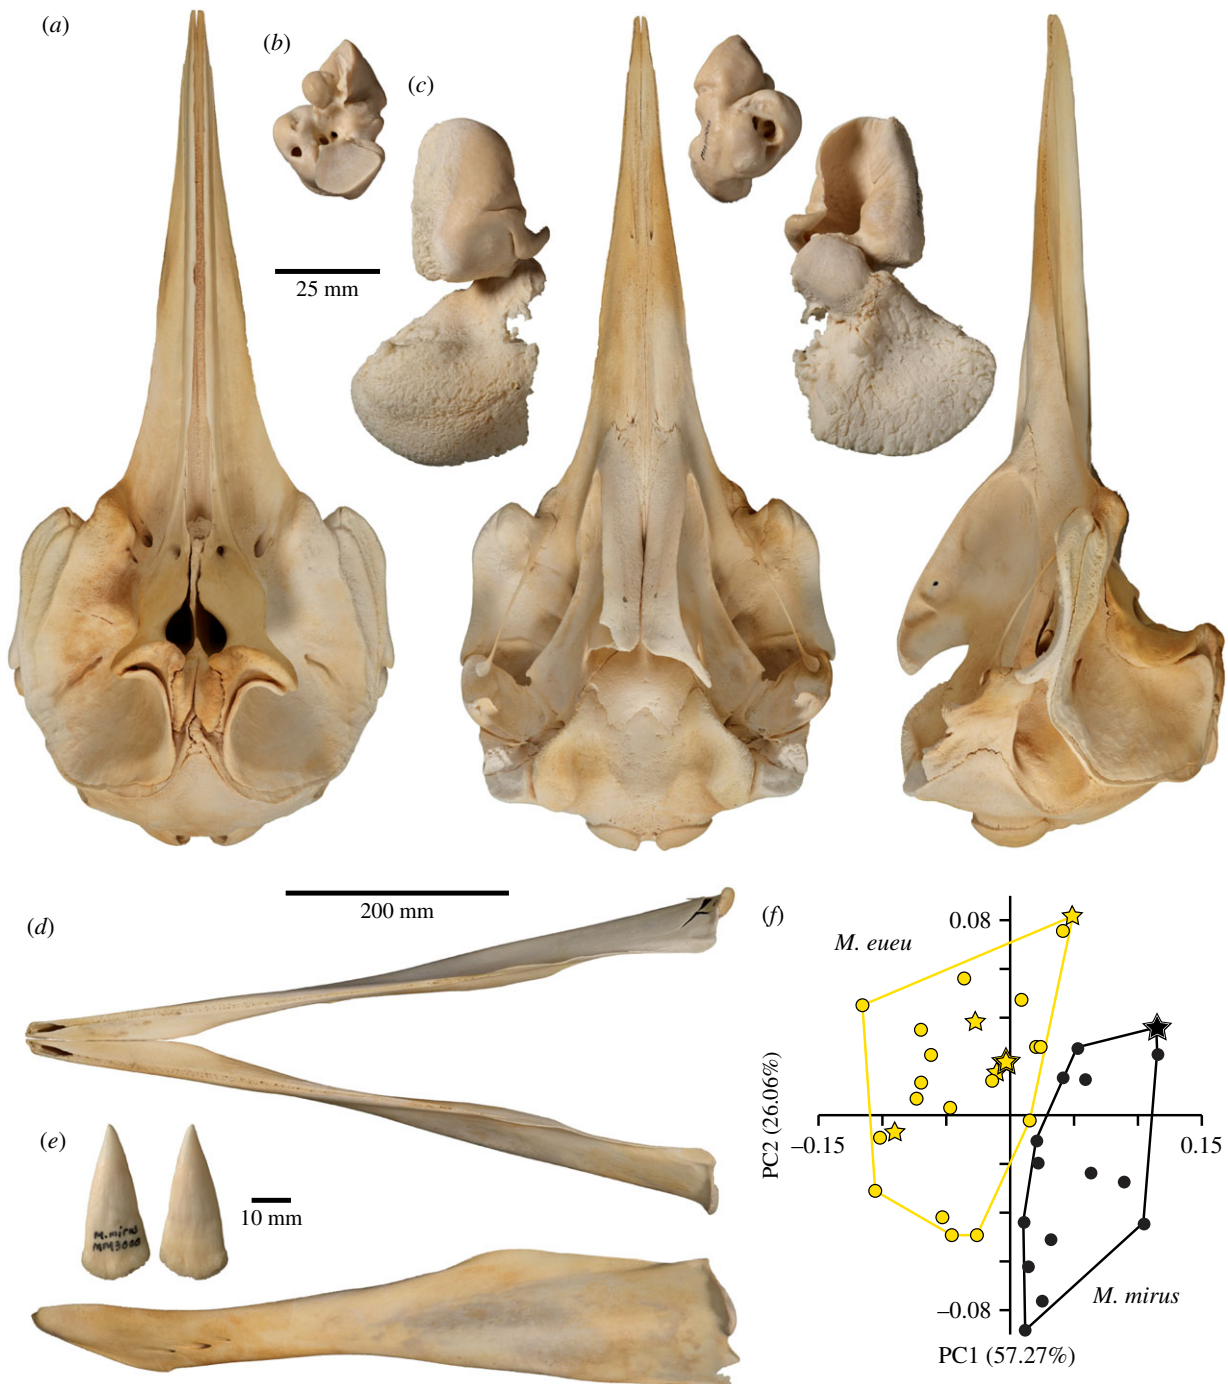 (a)
(b)
(c)
25 mm
200 mm
(d)
(e)
M. mirus
MM3000
10 mm
(f)
0.08
M. eueu
PC2 (26.06%)
–0.15
0.15
M. mirus
–0.08
PC1 (57.27%)